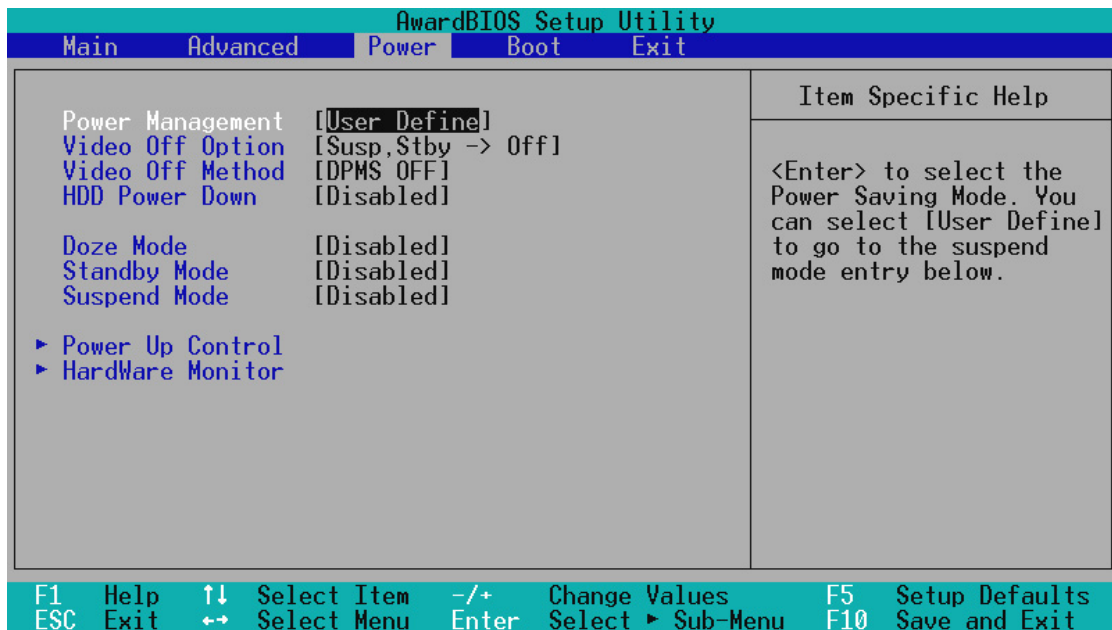 AwardBIOS Setup Utility
Main Advanced Power Boot Exit
Power Management [User Define]
Video Off Option [Susp,Stby -> Off]
Video Off Method [DPMS OFF]
HDD Power Down [Disabled]
Doze Mode [Disabled]
Standby Mode [Disabled]
Suspend Mode [Disabled]
► Power Up Control
► HardWare Monitor
Item Specific Help
<Enter> to select the
Power Saving Mode. You
can select [User Define]
to go to the suspend
mode entry below.
F1 Help ↑↓ Select Item -/+ Change Values F5 Setup Defaults
ESC Exit ←→ Select Menu Enter Select ► Sub-Menu F10 Save and Exit